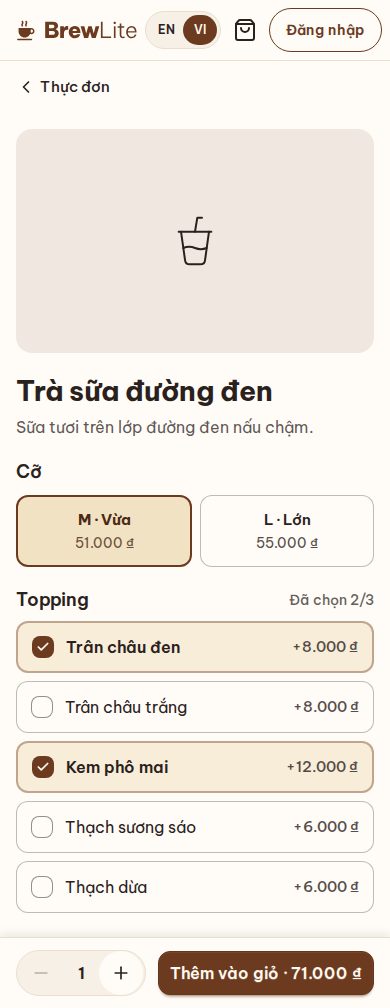 BrewLite
EN VI
Đăng nhập
Thực đơn
Trà sữa đường đen
Sữa tươi trên lớp đường đen nấu chậm.
Cỡ
M · Vừa
51.000 ₫
L · Lớn
55.000 ₫
Topping
Đã chọn 2/3
Trân châu đen +8.000 ₫
Trân châu trắng +8.000 ₫
Kem phô mai +12.000 ₫
Thạch sương sáo +6.000 ₫
Thạch dừa +6.000 ₫
1
Thêm vào giỏ · 71.000 ₫